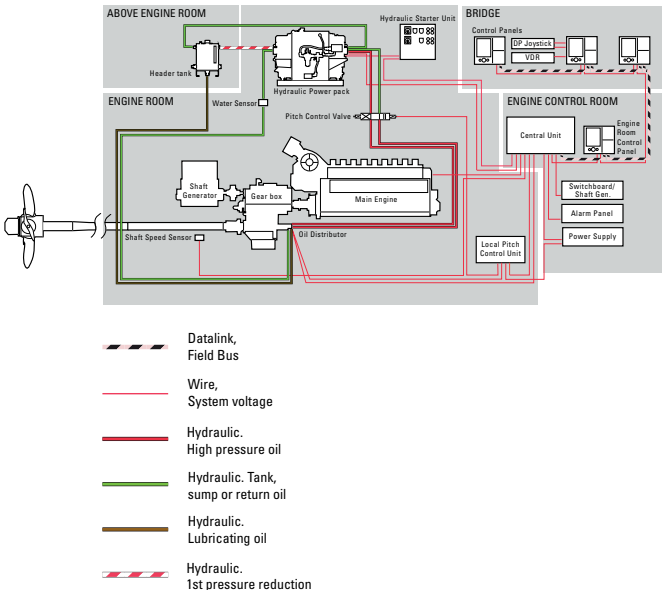 ABOVE ENGINE ROOM
Header tank
Hydraulic Power pack
Hydraulic Starter Unit
BRIDGE
Control Panels
DP Joystick
VDR
ENGINE ROOM
Water Sensor
Pitch Control Valve
ENGINE CONTROL ROOM
Central Unit
Engine
Room
Control
Panel
Shaft
Generator
Gear box
Main Engine
Switchboard/
Shaft Gen.
Alarm Panel
Power Supply
Shaft Speed Sensor
Oil Distributor
Local Pitch
Control Unit
Datalink,
Field Bus
Wire,
System voltage
Hydraulic.
High pressure oil
Hydraulic. Tank,
sump or return oil
Hydraulic.
Lubricating oil
Hydraulic.
1st pressure reduction